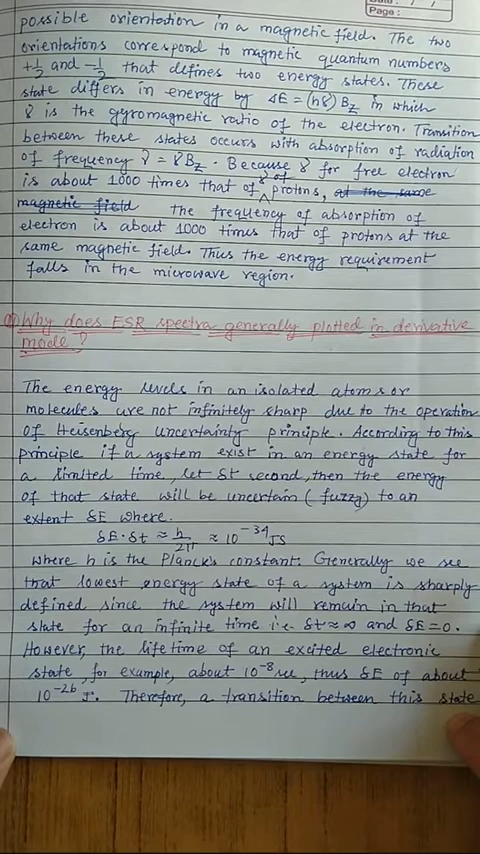 Page :
possible orientation in a magnetic field. The two
orientations correspond to magnetic quantum numbers
+1/2 and -1/2 that defines two energy states. These
state differs in energy by ΔE = (hγ) Bz in which
γ is the gyromagnetic ratio of the electron. Transition
between these states occurs with absorption of radiation
of frequency ν = γBz. Because γ for free electron
is about 1000 times that of γ of protons, at the same
magnetic field the frequency of absorption of
electron is about 1000 times that of protons at the
same magnetic field. Thus the energy requirement
falls in the microwave region.
Why does ESR spectra generally plotted in derivative
mode?
The energy levels in an isolated atoms or
molecules are not infinitely sharp due to the operation
of Heisenberg uncertainty principle. According to this
principle if a system exist in an energy state for
a limited time, let δt second, then the energy
of that state will be uncertain (fuzzy) to an
extent δE where.
δE·δt ≈ h/2π ≈ 10^-34 JS
where h is the Planck's constant. Generally we see
that lowest energy state of a system is sharply
defined since the system will remain in that
state for an infinite time i.e. δt ≈ ∞ and δE = 0.
However, the lifetime of an excited electronic
state, for example, about 10^-8 sec, thus δE of about
10^-26 J. Therefore, a transition between this state